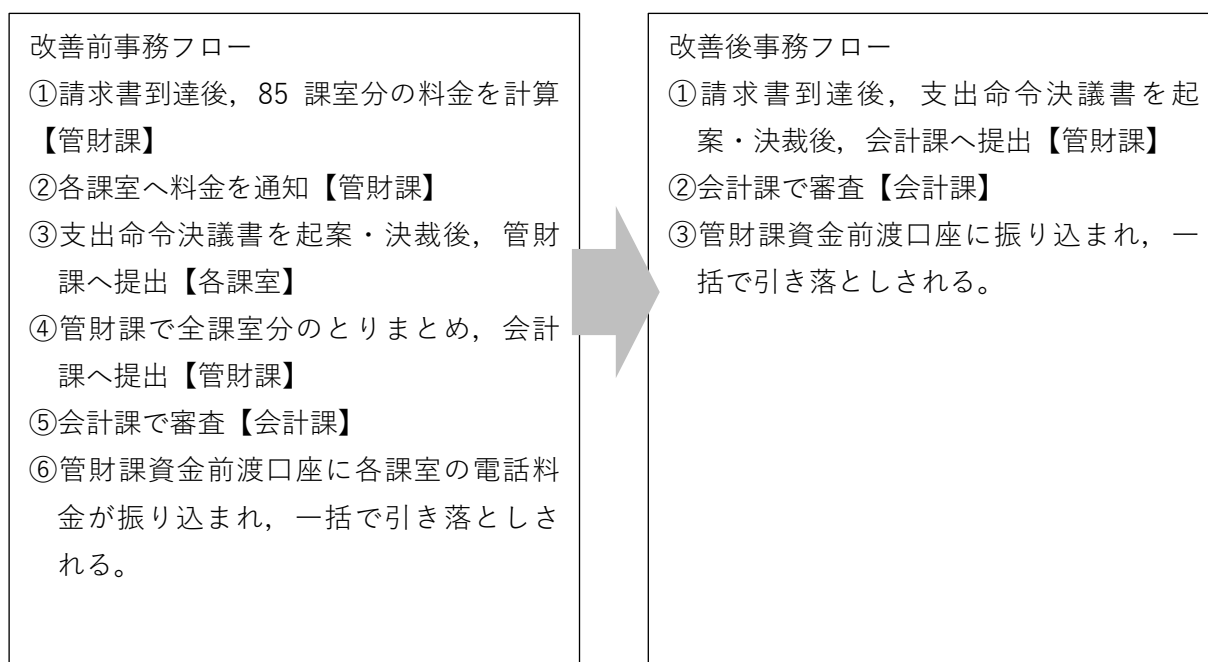 改善前事務フロー
①請求書到達後，85 課室分の料金を計算
【管財課】
②各課室へ料金を通知【管財課】
③支出命令決議書を起案・決裁後，管財
課へ提出【各課室】
④管財課で全課室分のとりまとめ，会計
課へ提出【管財課】
⑤会計課で審査【会計課】
⑥管財課資金前渡口座に各課室の電話料
金が振り込まれ，一括で引き落としさ
れる。
改善後事務フロー
①請求書到達後，支出命令決議書を起
案・決裁後，会計課へ提出【管財課】
②会計課で審査【会計課】
③管財課資金前渡口座に振り込まれ，一
括で引き落としされる。